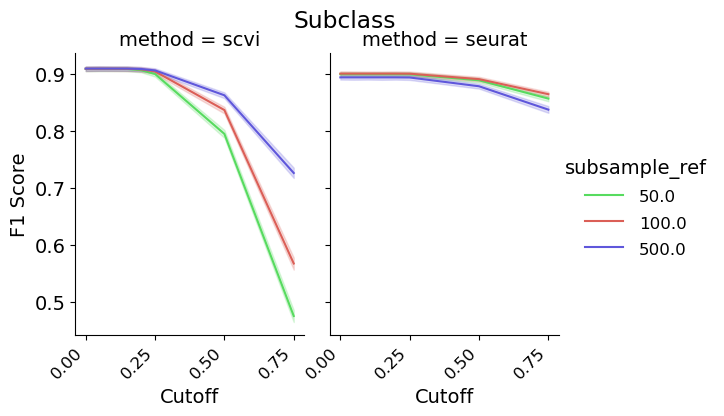 Subclass
method = scvi
method = seurat
F1 Score
0.9
0.8
0.7
0.6
0.5
0.00
0.25
0.50
0.75
0.00
0.25
0.50
0.75
Cutoff
Cutoff
subsample_ref
50.0
100.0
500.0